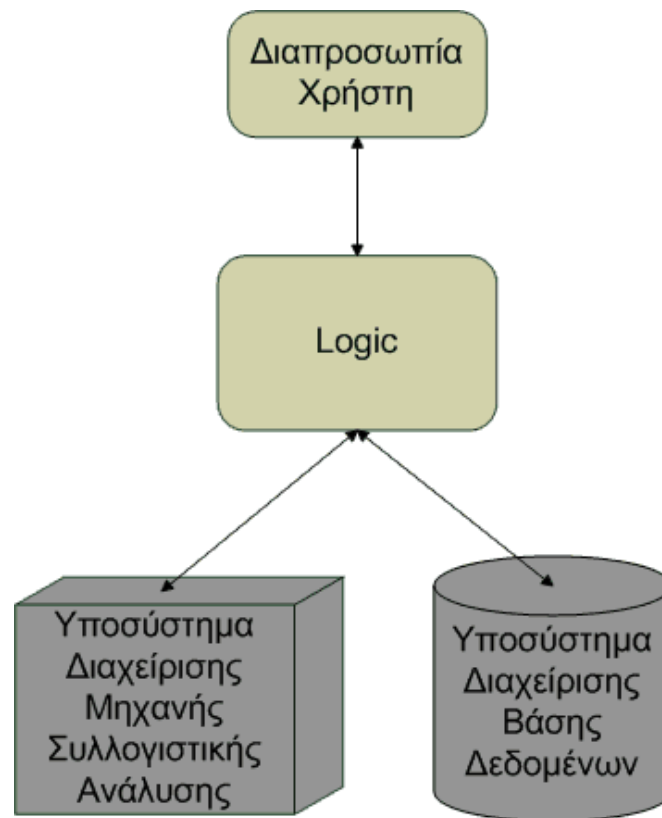 Διαπροσωπία
Χρήστη
Logic
Υποσύστημα
Διαχείρισης
Μηχανής
Συλλογιστικής
Ανάλυσης
Υποσύστημα
Διαχείρισης
Βάσης
Δεδομένων